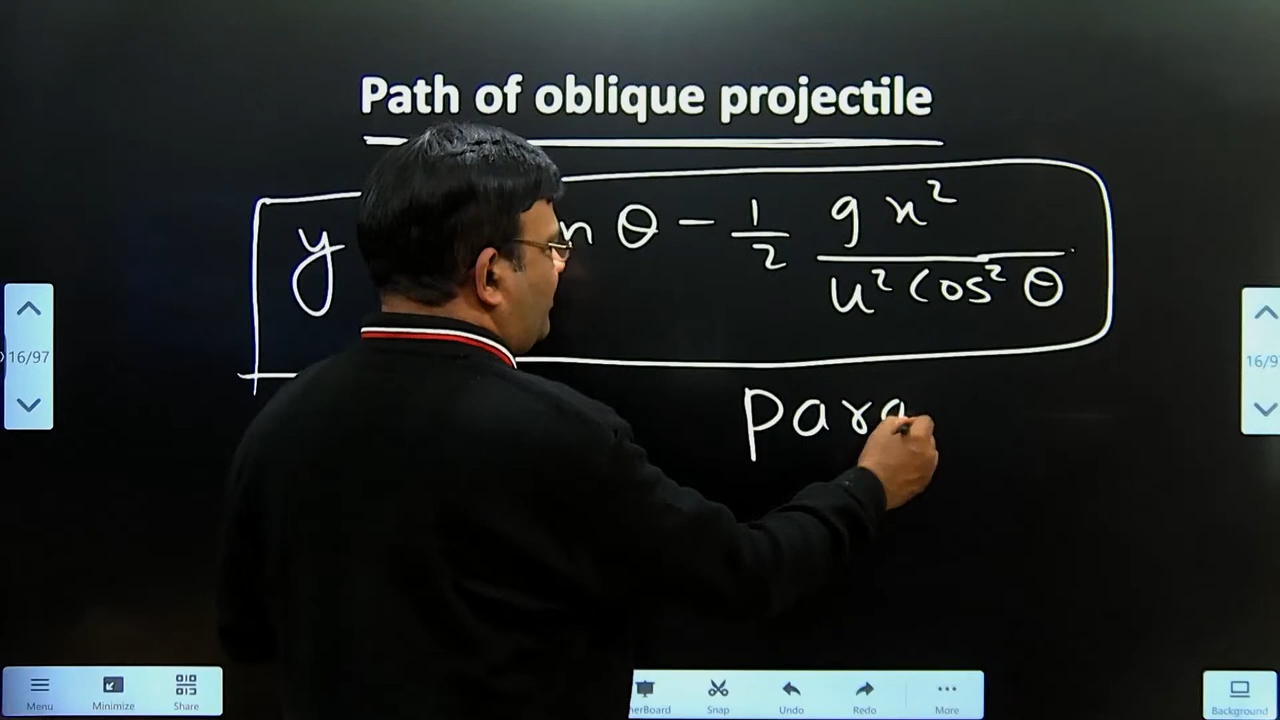 Path of oblique projectile
y n θ − 1/2 gx²/u² cos² θ
para
16/97
16/9
Menu
Minimize
Share
nerBoard
Snap
Undo
Redo
More
Background